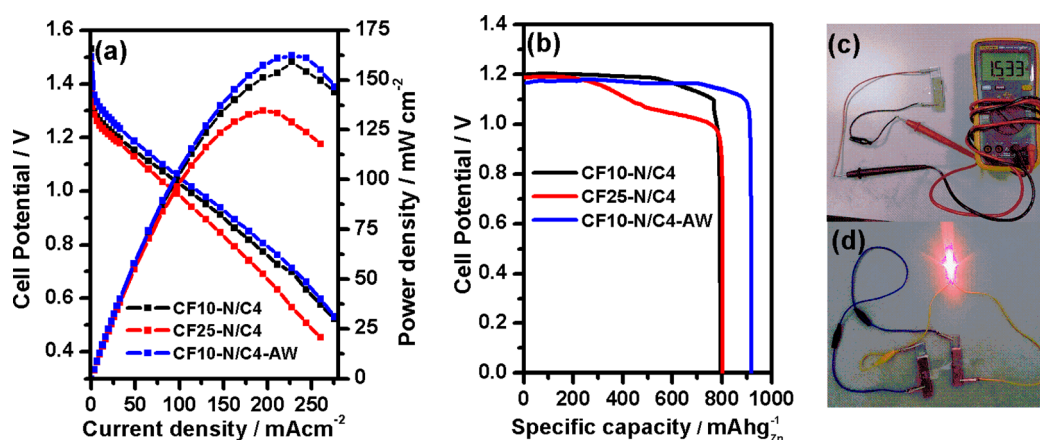 (a)
Cell Potential / V
1.6
1.4
1.2
1.0
0.8
0.6
0.4
175
150
125
100
75
50
25
0
Power density / mW cm-2
CF10-N/C4
CF25-N/C4
CF10-N/C4-AW
0 50 100 150 200 250
Current density / mAcm-2
(b)
Cell Potential / V
1.4
1.2
1.0
0.8
0.6
0.4
0.2
0.0
CF10-N/C4
CF25-N/C4
CF10-N/C4-AW
0 200 400 600 800 1000
Specific capacity / mAhg-1Zn
(c)
1.533
(d)